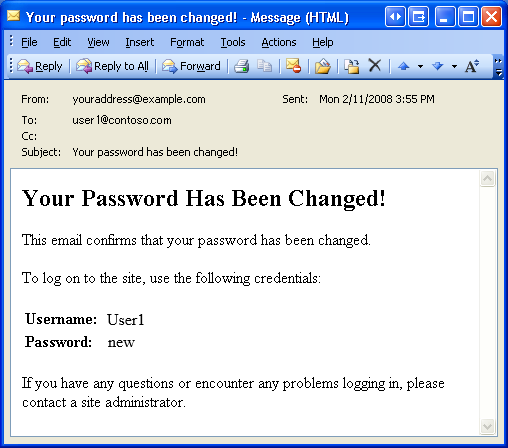 Your password has been changed! - Message (HTML)
File Edit View Insert Format Tools Actions Help
Reply Reply to All Forward A
From: youraddress@example.com Sent: Mon 2/11/2008 3:55 PM
To: user1@contoso.com
Cc:
Subject: Your password has been changed!
Your Password Has Been Changed!
This email confirms that your password has been changed.
To log on to the site, use the following credentials:
Username: User1
Password: new
If you have any questions or encounter any problems logging in, please
contact a site administrator.